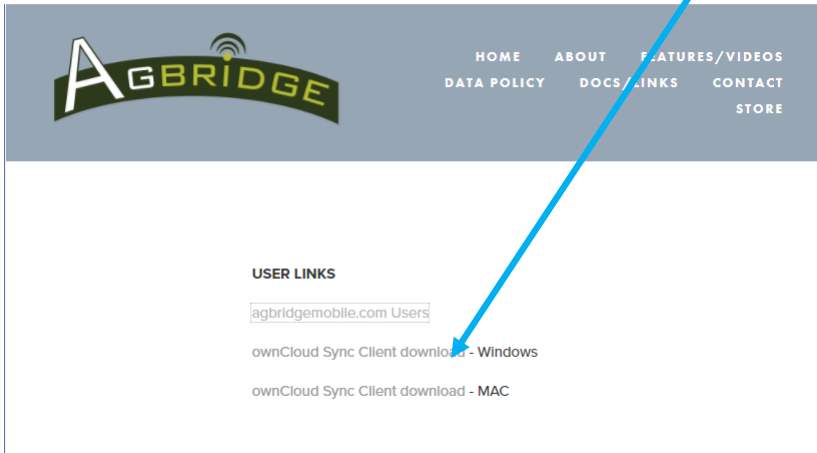 AGBRIDGE
HOME ABOUT FEATURES/VIDEOS
DATA POLICY DOCS/LINKS CONTACT
STORE
USER LINKS
agbridgemobile.com Users
ownCloud Sync Client download - Windows
ownCloud Sync Client download - MAC